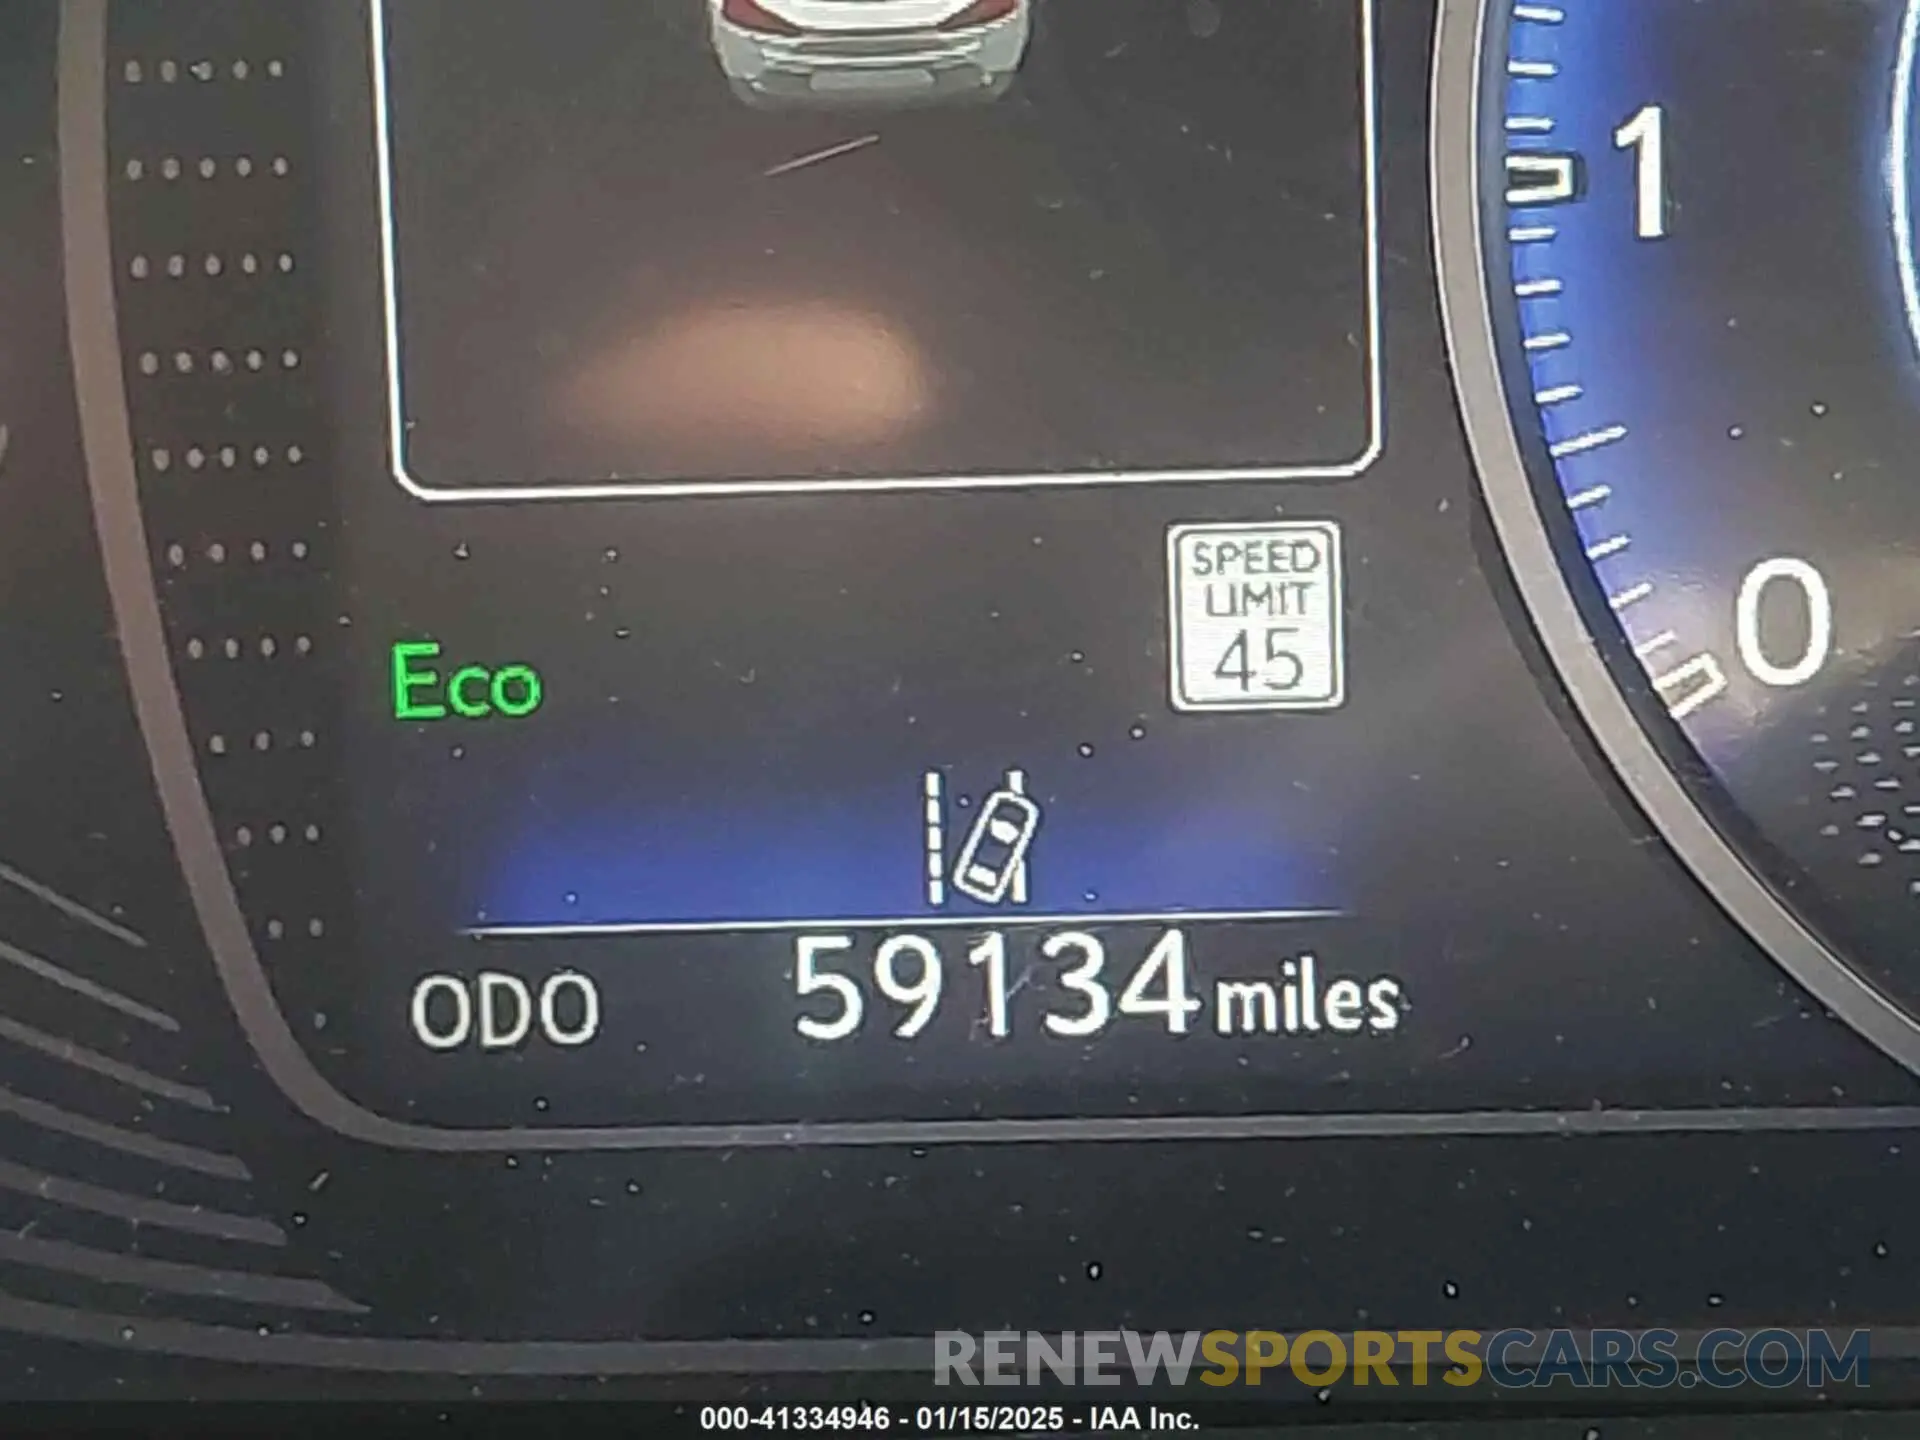 1
SPEED
LIMIT
45
0
Eco
ODO 59134 miles
RENEWSPORTSCARS.COM
000-41334946 - 01/15/2025 - IAA Inc.